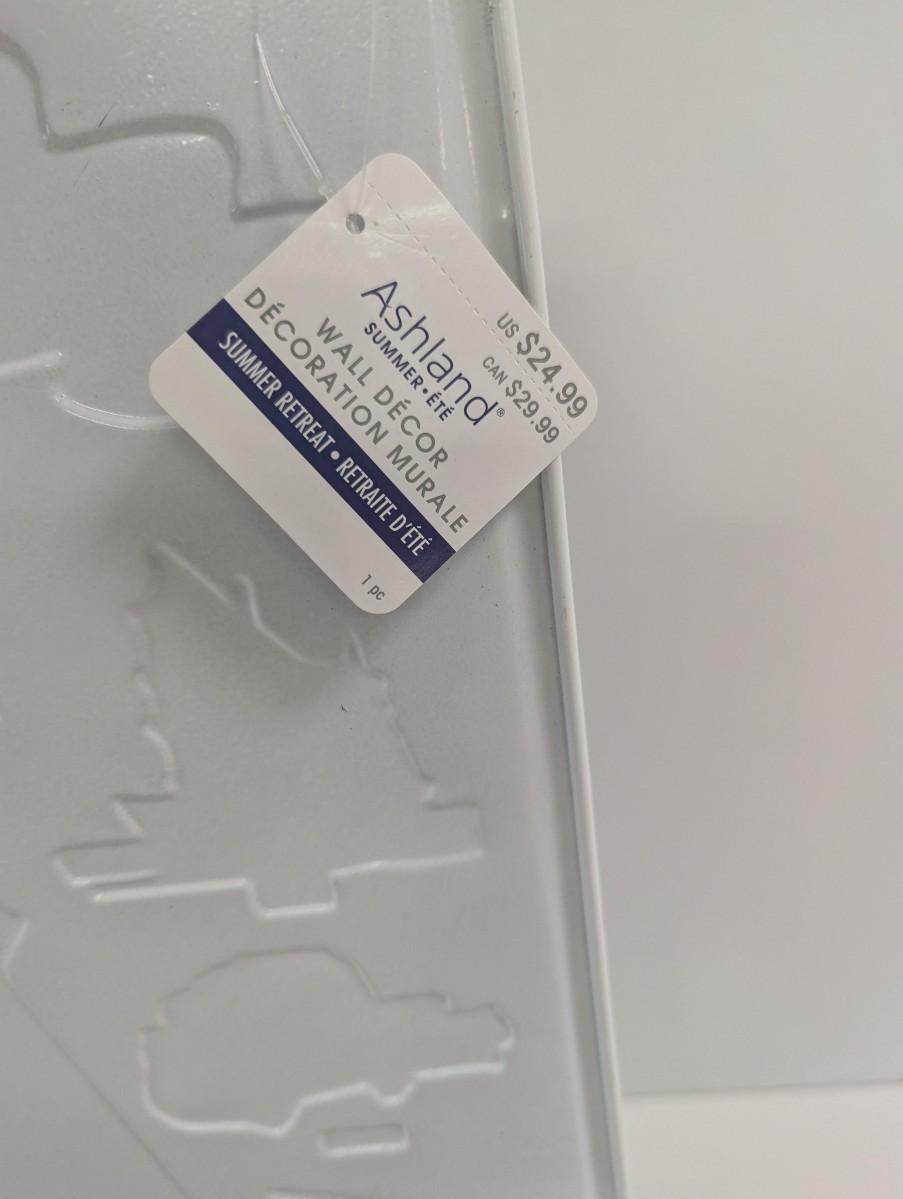 US $24.99
CAN $29.99
Ashland®
SUMMER • ÉTÉ
WALL DÉCOR
DÉCORATION MURALE
SUMMER RETREAT • RETRAITE D'ÉTÉ
1 pc